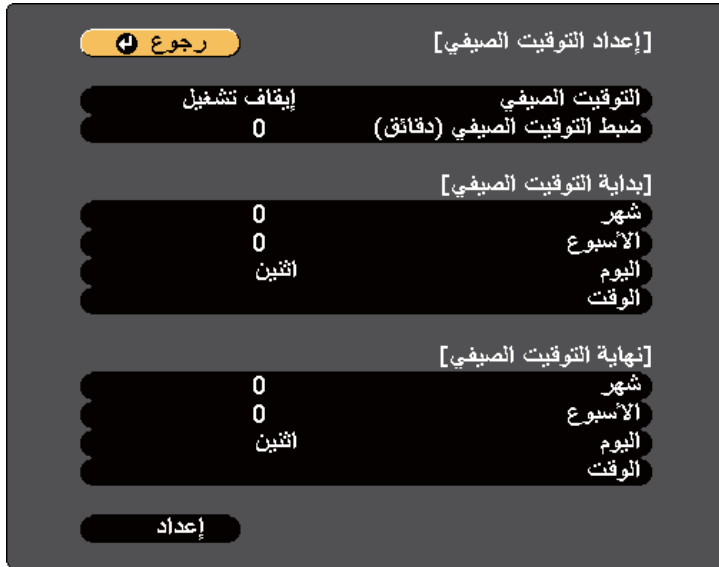 [إعداد التوقيت الصيفي] رجوع
التوقيت الصيفي إيقاف تشغيل
ضبط التوقيت الصيفي (دقائق) 0
[بداية التوقيت الصيفي]
شهر 0
الأسبوع 0
اليوم اثنين
الوقت
[نهاية التوقيت الصيفي]
شهر 0
الأسبوع 0
اليوم اثنين
الوقت
إعداد